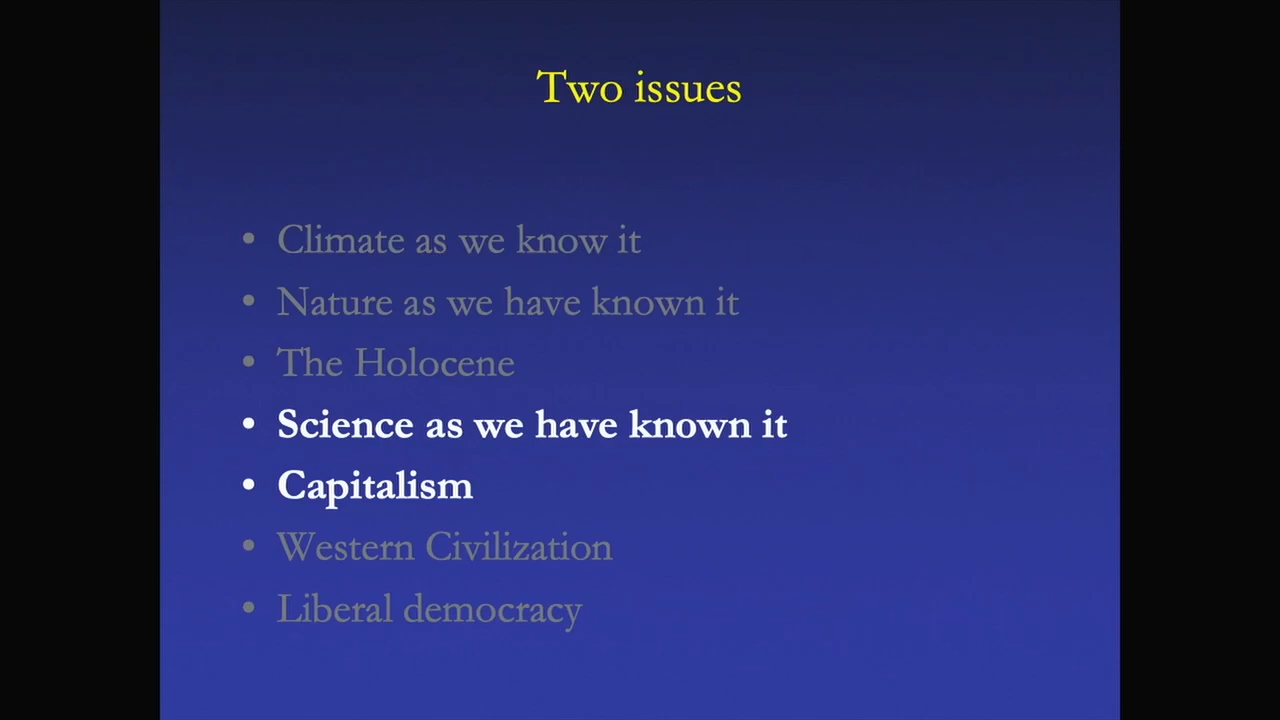 Two issues
• Climate as we know it
• Nature as we have known it
• The Holocene
• Science as we have known it
• Capitalism
• Western Civilization
• Liberal democracy